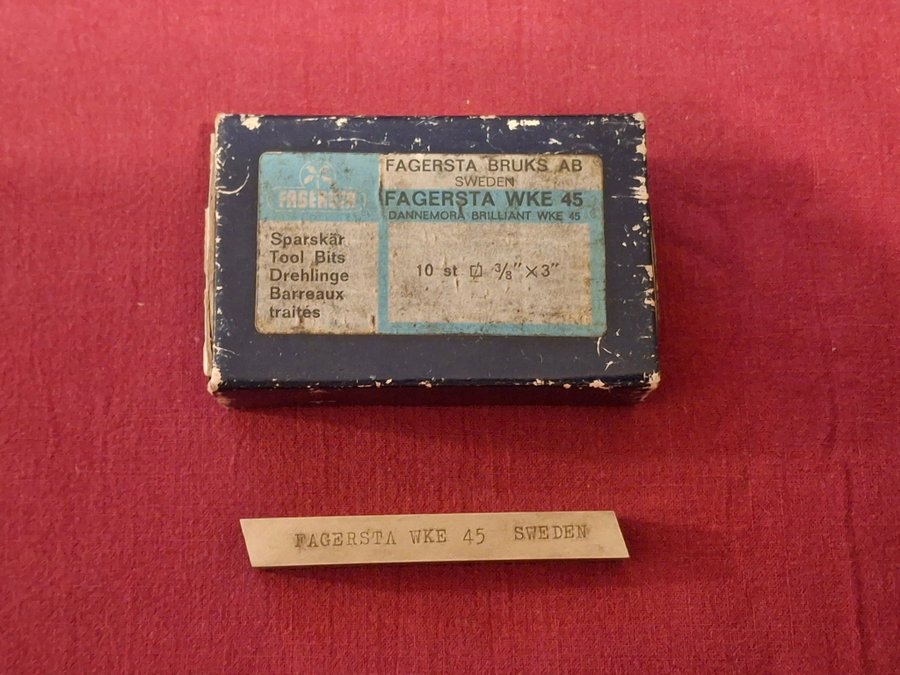 FAGERSTA
FAGERSTA BRUKS AB
SWEDEN
FAGERSTA WKE 45
DANNEMORA BRILLIANT WKE 45
Sparskär
Tool Bits
Drehlinge
Barreaux
traités
10 st 3/8" × 3"
FAGERSTA WKE 45 SWEDEN